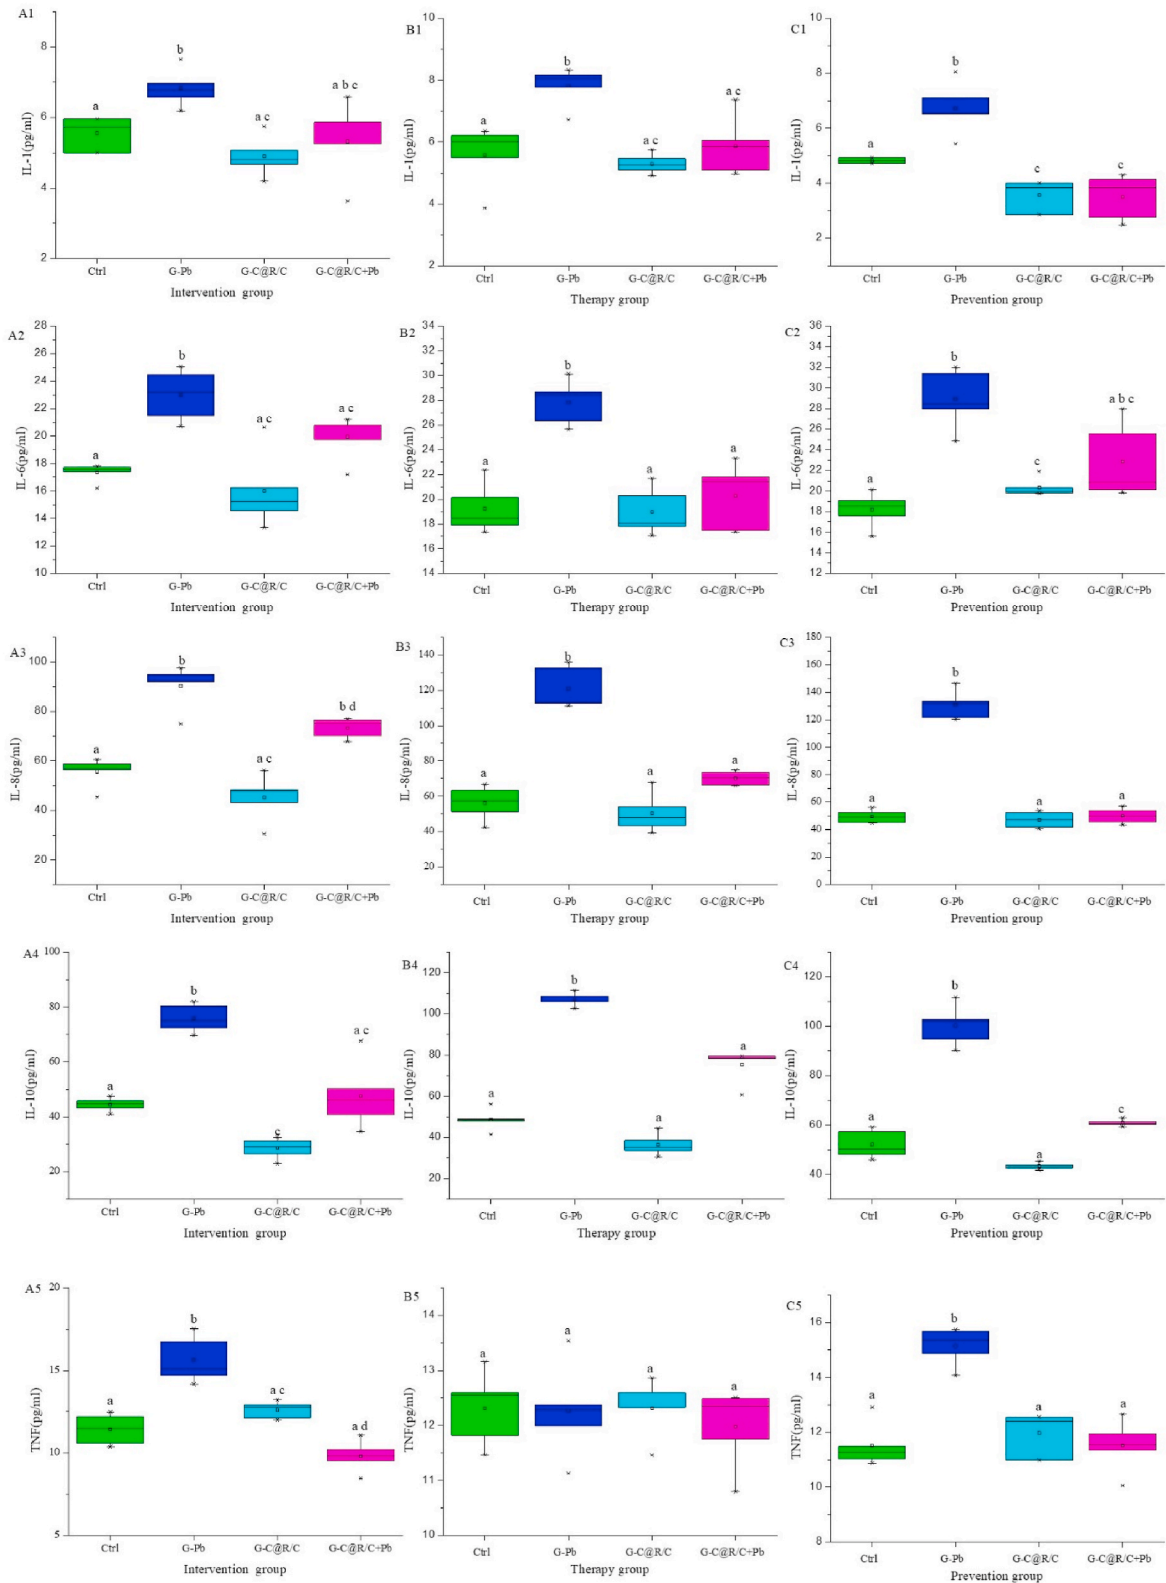 A1
IL-1(pg/ml)
8
6
4
2
b
a
a c
a b c
Ctrl G-Pb G-C@R/C G-C@R/C+Pb
Intervention group
B1
IL-1(pg/ml)
10
8
6
4
2
b
a
a c
a c
Ctrl G-Pb G-C@R/C G-C@R/C+Pb
Therapy group
C1
IL-1(pg/ml)
10
8
6
4
2
b
a
c
c
Ctrl G-Pb G-C@R/C G-C@R/C+Pb
Prevention group
A2
IL-6(pg/ml)
28
26
24
22
20
18
16
14
12
10
b
a
a c
a c
Ctrl G-Pb G-C@R/C G-C@R/C+Pb
Intervention group
B2
IL-6(pg/ml)
34
32
30
28
26
24
22
20
18
16
14
b
a
a
a
Ctrl G-Pb G-C@R/C G-C@R/C+Pb
Therapy group
C2
IL-6(pg/ml)
36
34
32
30
28
26
24
22
20
18
16
14
12
b
a
c
a b c
Ctrl G-Pb G-C@R/C G-C@R/C+Pb
Prevention group
A3
IL-8(pg/ml)
100
80
60
40
20
b
a
a c
b d
Ctrl G-Pb G-C@R/C G-C@R/C+Pb
Intervention group
B3
IL-8(pg/ml)
140
120
100
80
60
40
20
b
a
a
a
Ctrl G-Pb G-C@R/C G-C@R/C+Pb
Therapy group
C3
IL-8(pg/ml)
180
160
140
120
100
80
60
40
20
0
b
a
a
a
Ctrl G-Pb G-C@R/C G-C@R/C+Pb
Prevention group
A4
IL-10(pg/ml)
100
80
60
40
20
b
a
c
a c
Ctrl G-Pb G-C@R/C G-C@R/C+Pb
Intervention group
B4
IL-10(pg/ml)
120
100
80
60
40
20
b
a
a
a
Ctrl G-Pb G-C@R/C G-C@R/C+Pb
Therapy group
C4
IL-10(pg/ml)
120
100
80
60
40
b
a
a
c
Ctrl G-Pb G-C@R/C G-C@R/C+Pb
Prevention group
A5
TNF(pg/ml)
20
15
10
5
b
a
a c
a d
Ctrl G-Pb G-C@R/C G-C@R/C+Pb
Intervention group
B5
TNF(pg/ml)
14
13
12
11
10
a
a
a
a
Ctrl G-Pb G-C@R/C G-C@R/C+Pb
Therapy group
C5
TNF(pg/ml)
16
14
12
10
8
b
a
a
a
Ctrl G-Pb G-C@R/C G-C@R/C+Pb
Prevention group